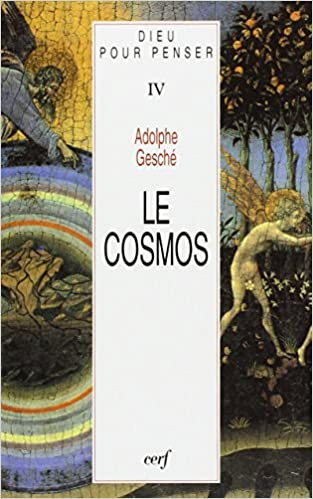 DIEU
POUR PENSER
IV
Adolphe
Gesché
LE
COSMOS
cerf